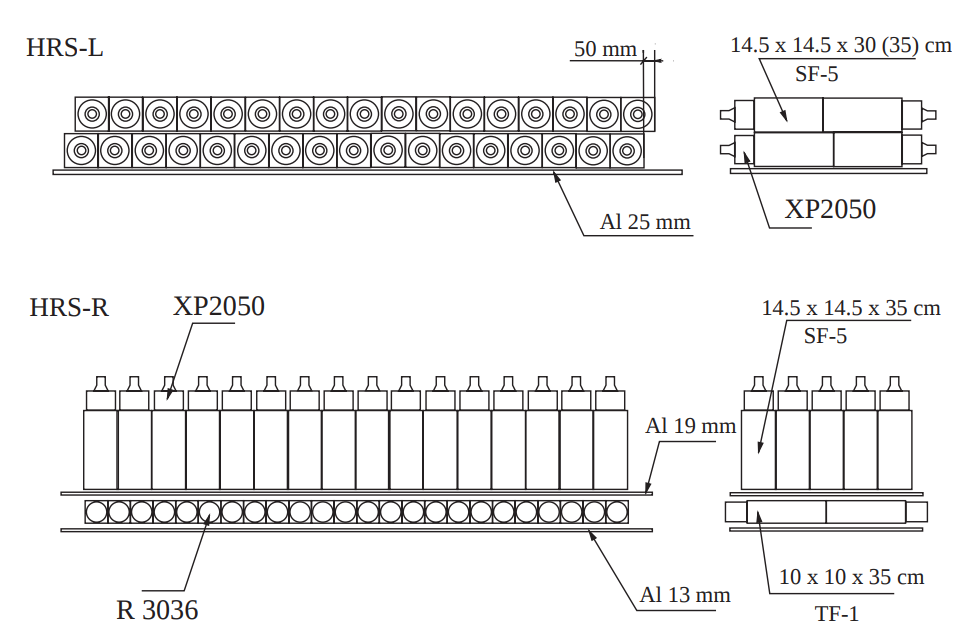 HRS-L
50 mm
14.5 x 14.5 x 30 (35) cm
SF-5
Al 25 mm
XP2050
HRS-R
XP2050
14.5 x 14.5 x 35 cm
SF-5
Al 19 mm
10 x 10 x 35 cm
TF-1
Al 13 mm
R 3036